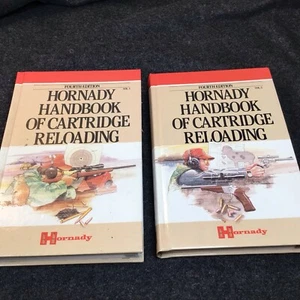 FOURTH EDITION
HORNADY
HANDBOOK
OF CARTRIDGE
RELOADING
Hornady
FOURTH EDITION
HORNADY
HANDBOOK
OF CARTRIDGE
RELOADING
Hornady